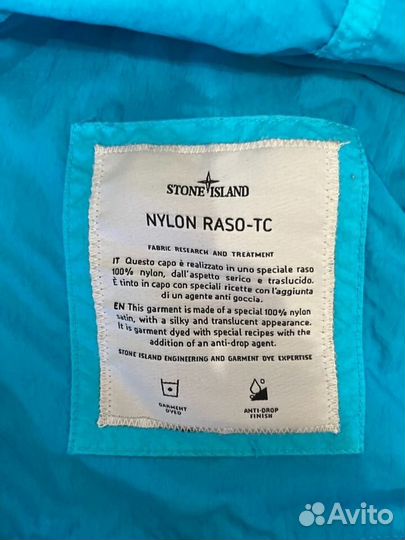 STONE ISLAND
NYLON RASO-TC
FABRIC RESEARCH AND TREATMENT
IT Questo capo è realizzato in uno speciale raso
100% nylon, dall'aspetto serico e traslucido.
È tinto in capo con speciali ricette con l'aggiunta
di un agente anti goccia.
EN This garment is made of a special 100% nylon
satin, with a silky and translucent appearance.
It is garment dyed with special recipes with the
addition of an anti-drop agent.
STONE ISLAND ENGINEERING AND GARMENT DYE EXPERTISE
GARMENT
DYED
ANTI-DROP
FINISH
Avito